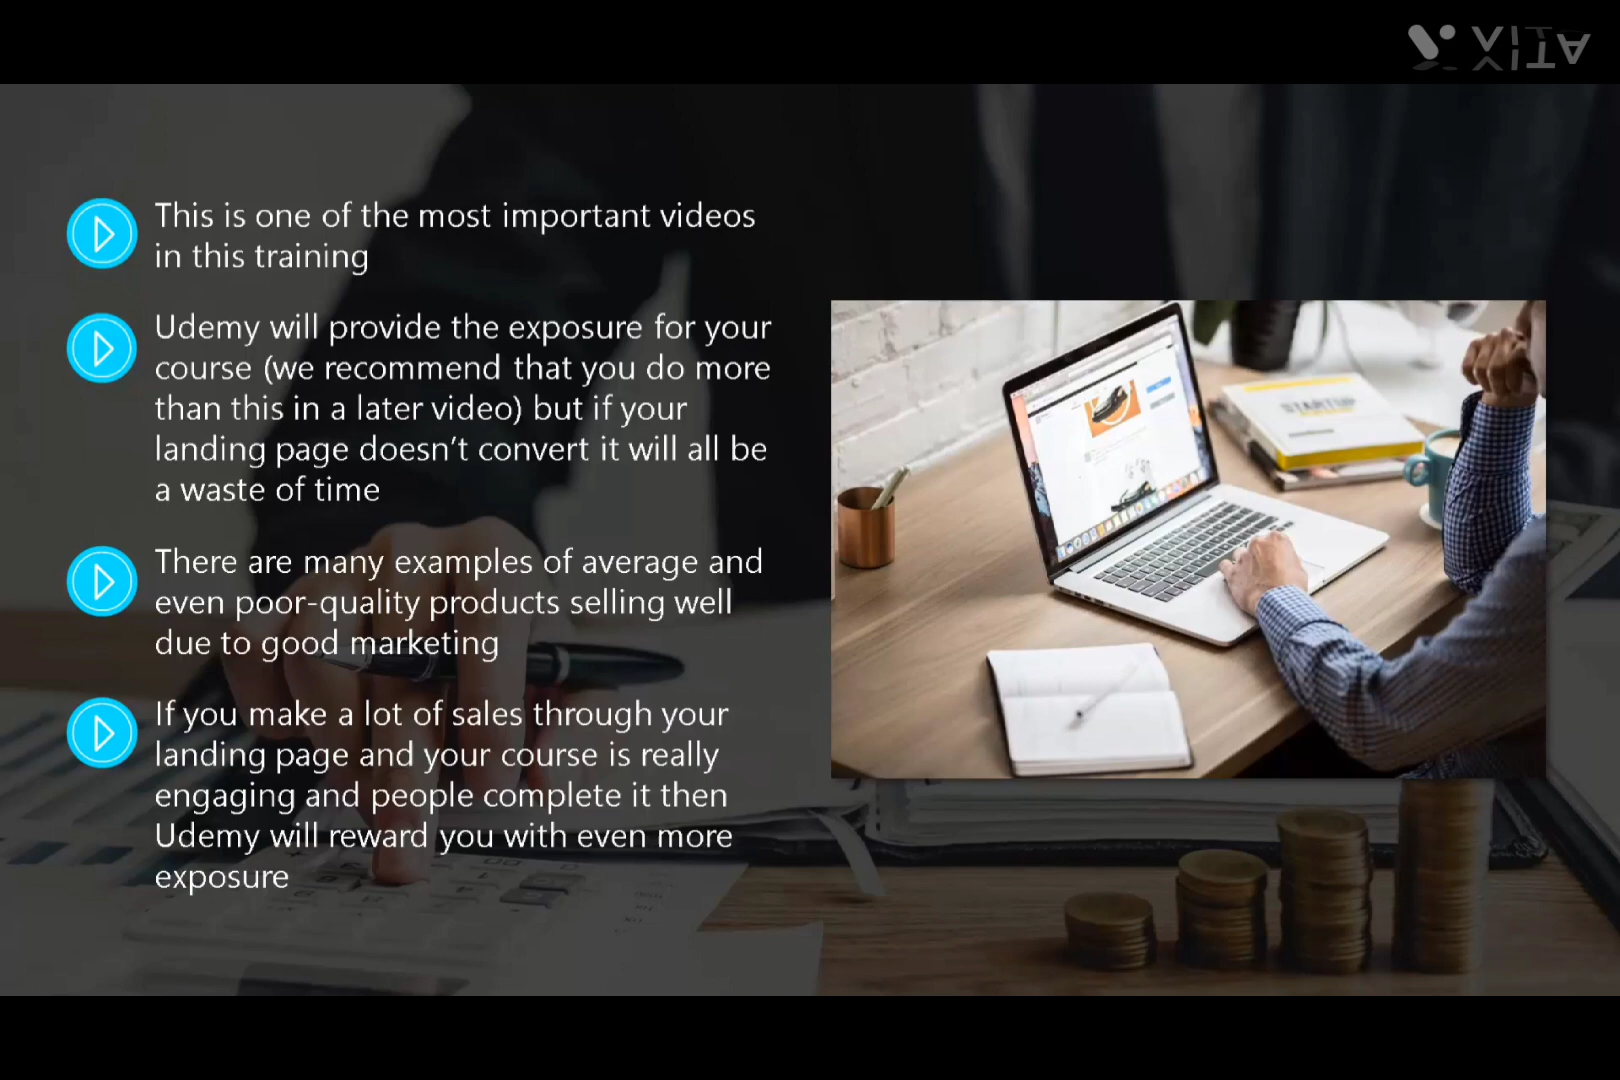 VITA
This is one of the most important videos
in this training
Udemy will provide the exposure for your
course (we recommend that you do more
than this in a later video) but if your
landing page doesn't convert it will all be
a waste of time
There are many examples of average and
even poor-quality products selling well
due to good marketing
If you make a lot of sales through your
landing page and your course is really
engaging and people complete it then
Udemy will reward you with even more
exposure
STARTUP